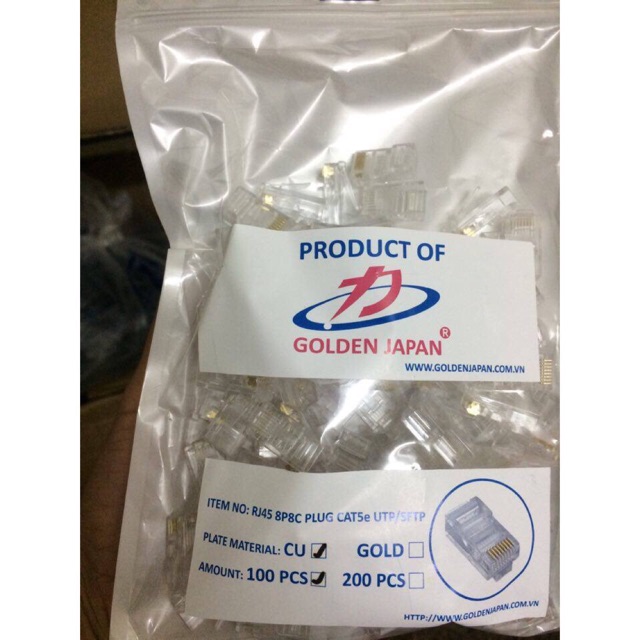 PRODUCT OF
力
GOLDEN JAPAN®
WWW.GOLDENJAPAN.COM.VN
ITEM NO: RJ45 8P8C PLUG CAT5e UTP/SFTP
PLATE MATERIAL: CU ✓ GOLD ☐
AMOUNT: 100 PCS ✓ 200 PCS ☐
HTTP://WWW.GOLDENJAPAN.COM.VN